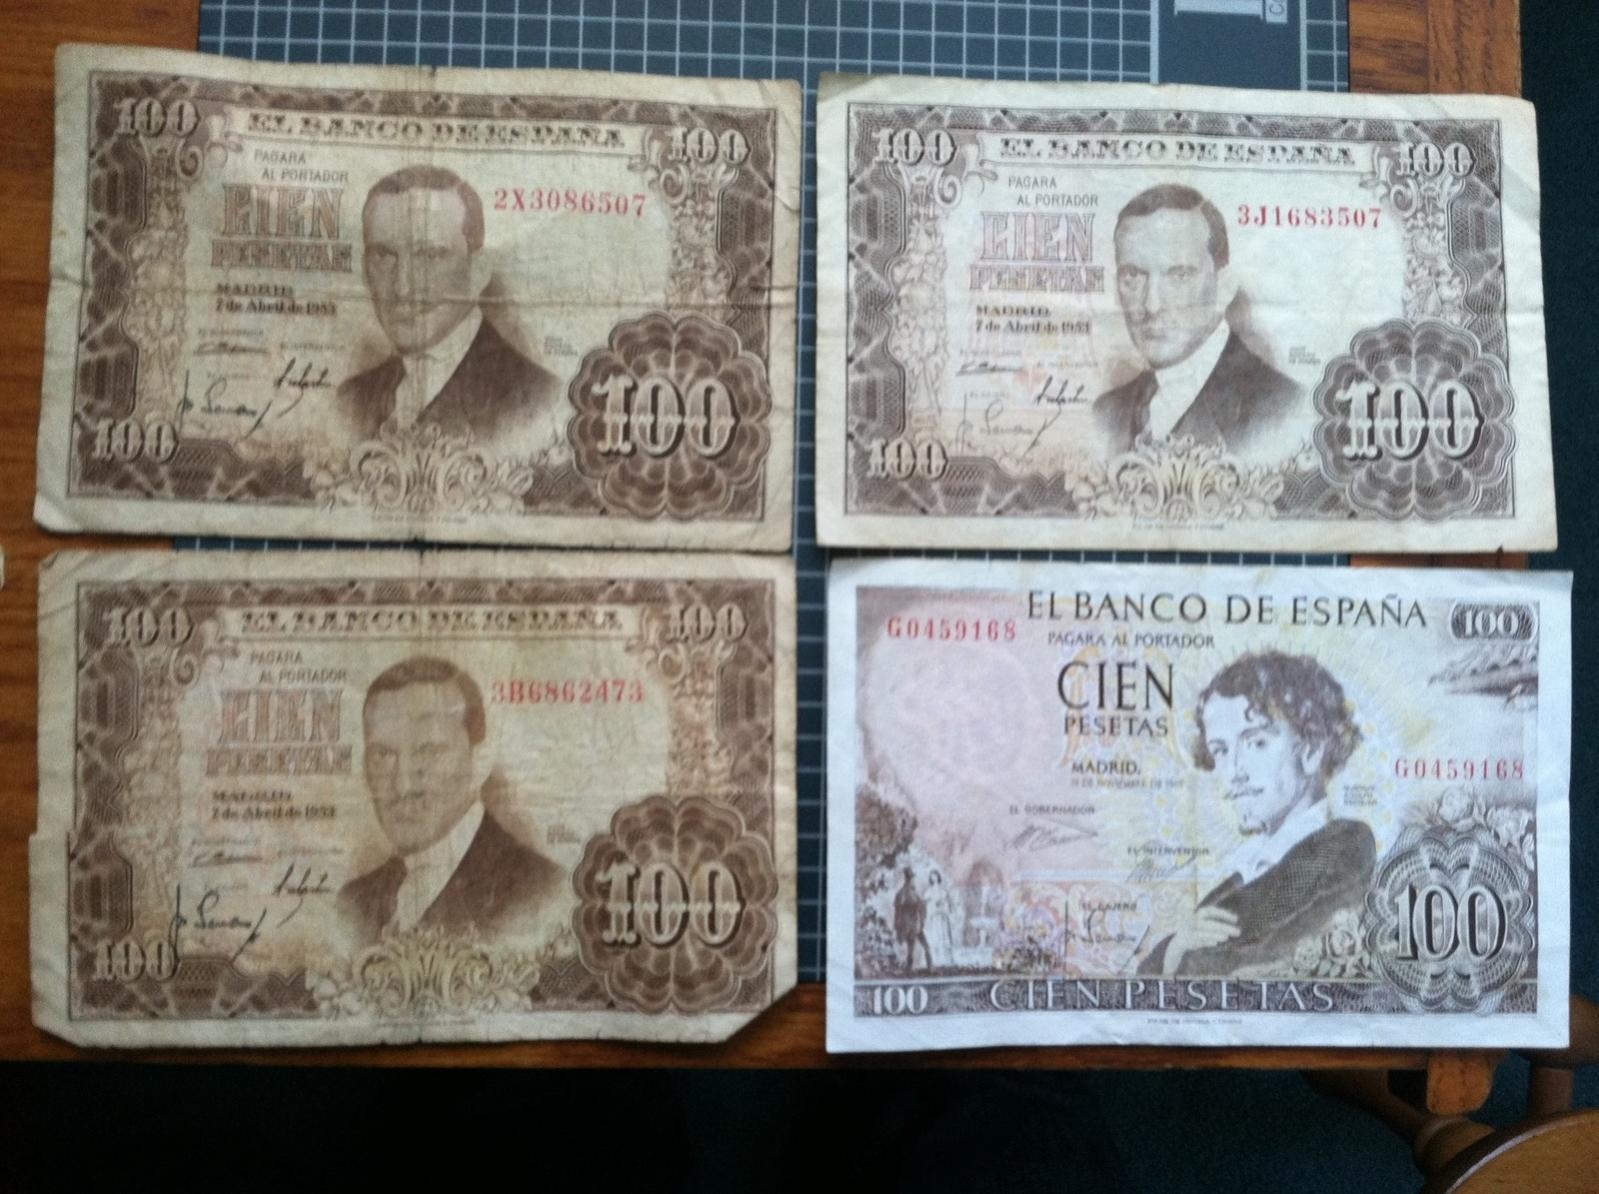 100 EL BANCO DE ESPAÑA 100
PAGARA
AL PORTADOR
2X3086507
CIEN
PESETAS
MADRID.
7 de Abril de 1953
100
100
100 EL BANCO DE ESPAÑA 100
PAGARA
AL PORTADOR
3J1683507
CIEN
PESETAS
MADRID.
7 de Abril de 1953
100
100
100 EL BANCO DE ESPAÑA 100
PAGARA
AL PORTADOR
3B6862473
CIEN
PESETAS
MADRID.
7 de Abril de 1953
100
100
EL BANCO DE ESPAÑA 100
G0459168
PAGARA AL PORTADOR
CIEN
PESETAS
MADRID,
G0459168
EL GOBERNADOR
EL INTERVENTOR
EL CAJERO
100
100 CIEN PESETAS